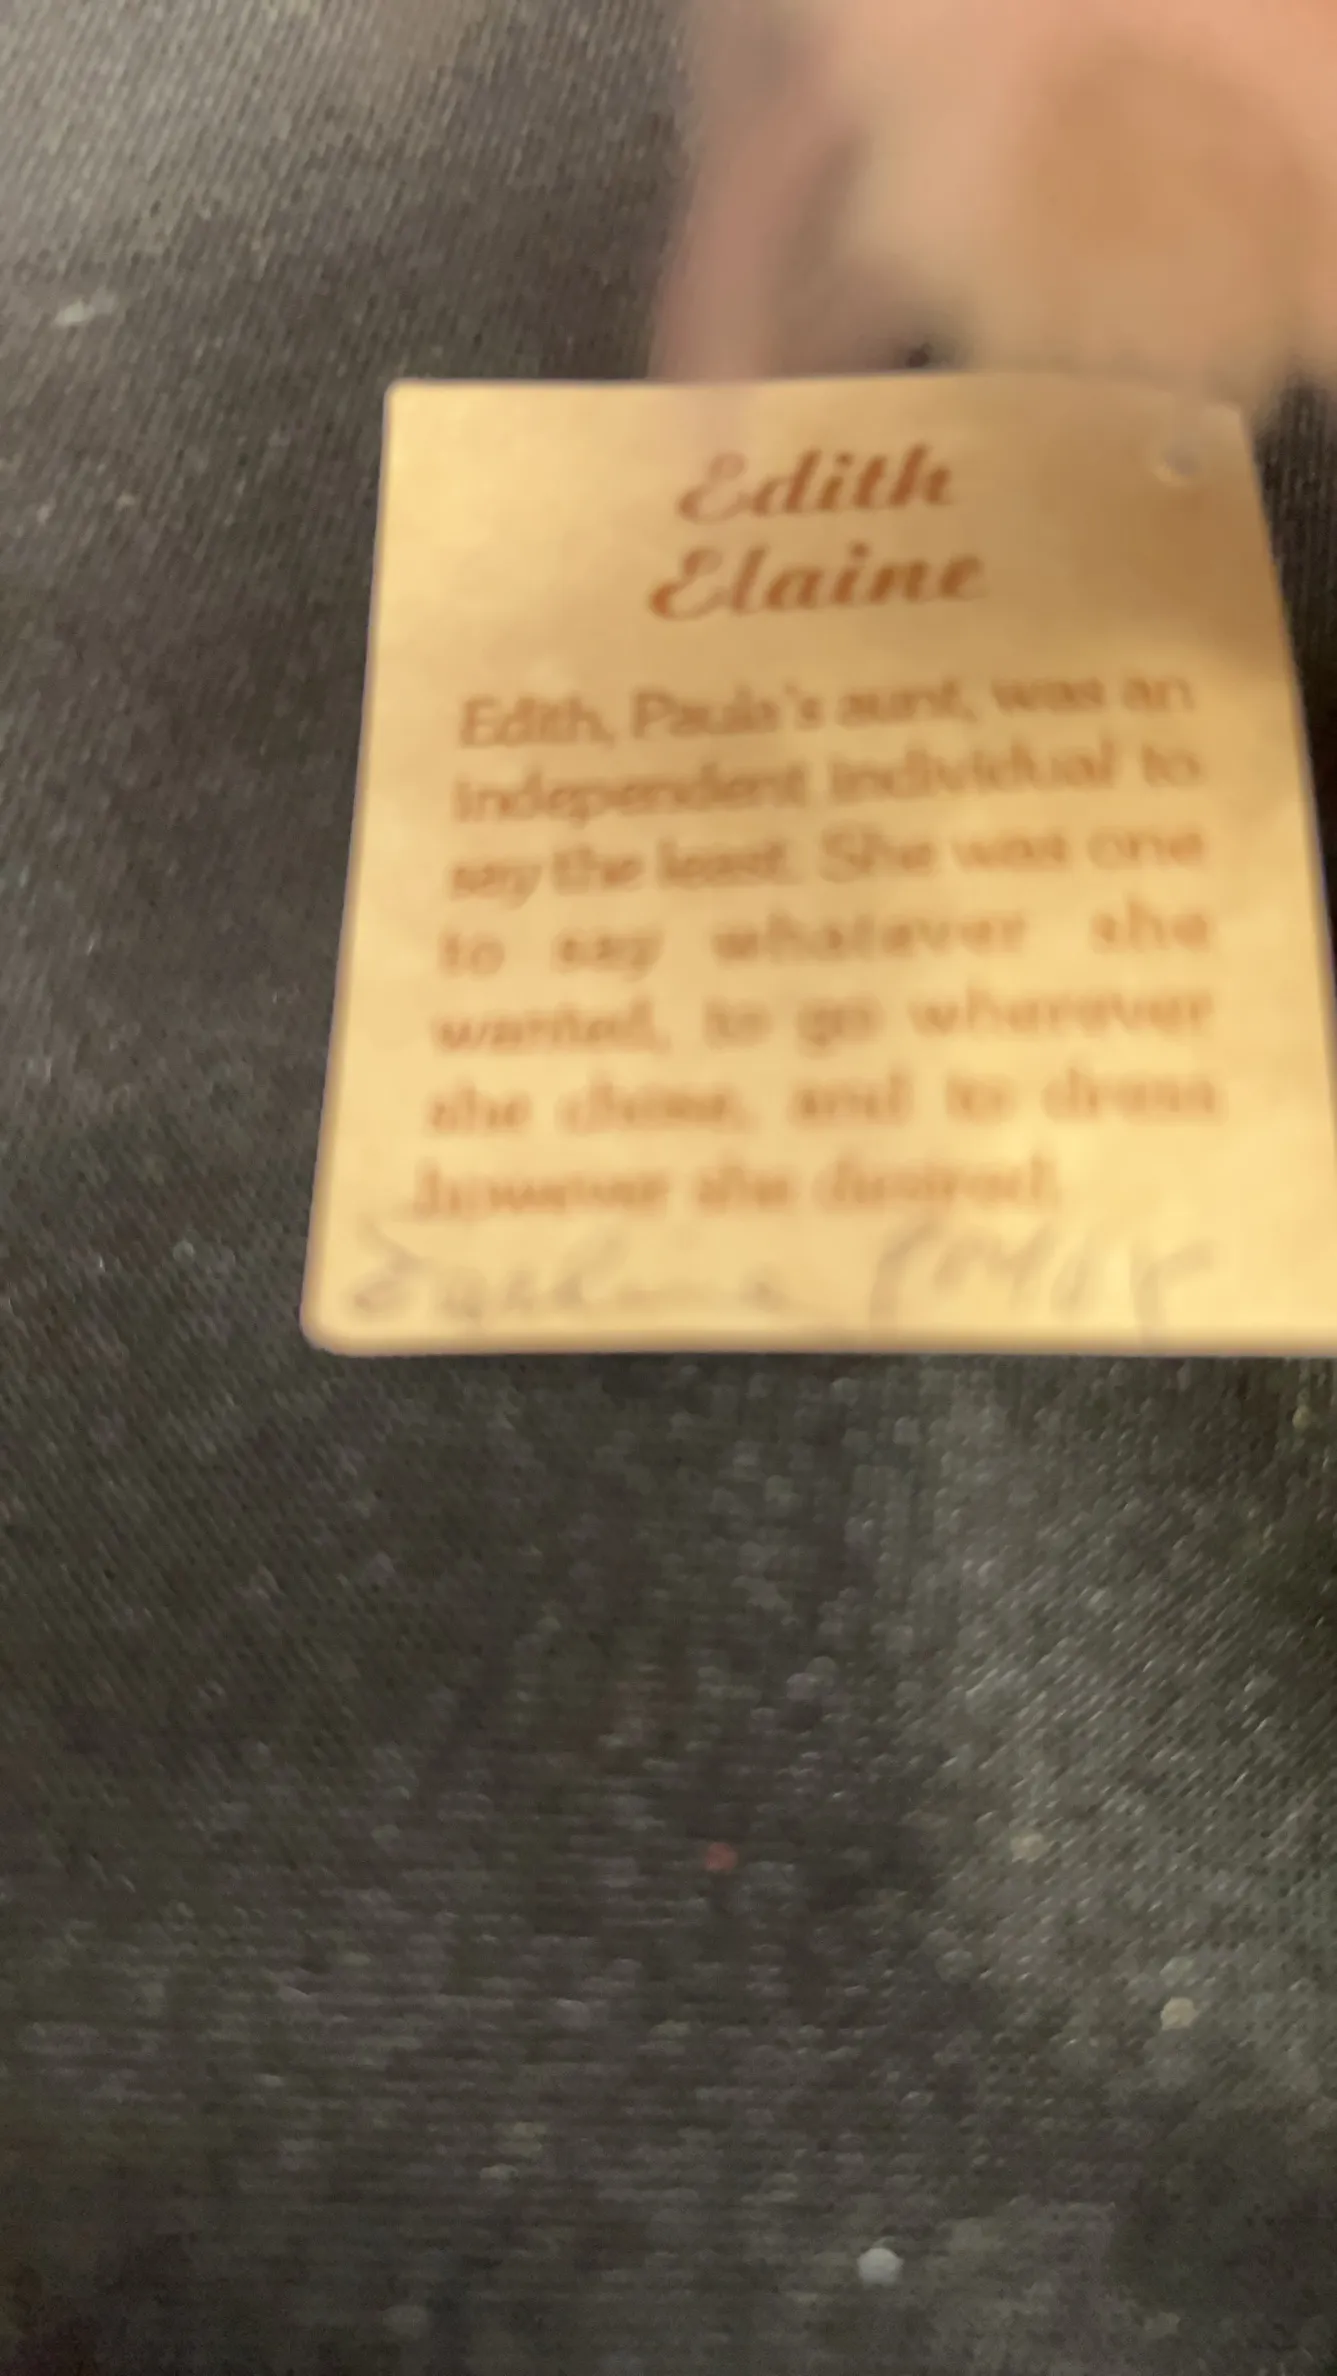 Edith
Elaine
Edith, Paula's aunt, was an
independent individual to
say the least. She was one
to say whatever she
wanted, to go wherever
she chose, and to dress
however she desired.